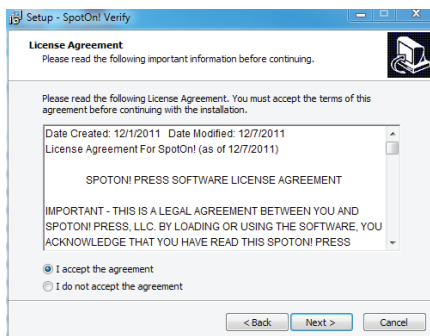 Setup - SpotOn! Verify
License Agreement
Please read the following important information before continuing.
Please read the following License Agreement. You must accept the terms of this
agreement before continuing with the installation.
Date Created: 12/1/2011 Date Modified: 12/7/2011
License Agreement For SpotOn! (as of 12/7/2011)
SPOTON! PRESS SOFTWARE LICENSE AGREEMENT
IMPORTANT - THIS IS A LEGAL AGREEMENT BETWEEN YOU AND
SPOTON! PRESS, LLC. BY LOADING OR USING THE SOFTWARE, YOU
ACKNOWLEDGE THAT YOU HAVE READ THIS SPOTON! PRESS
I accept the agreement
I do not accept the agreement
< Back Next > Cancel